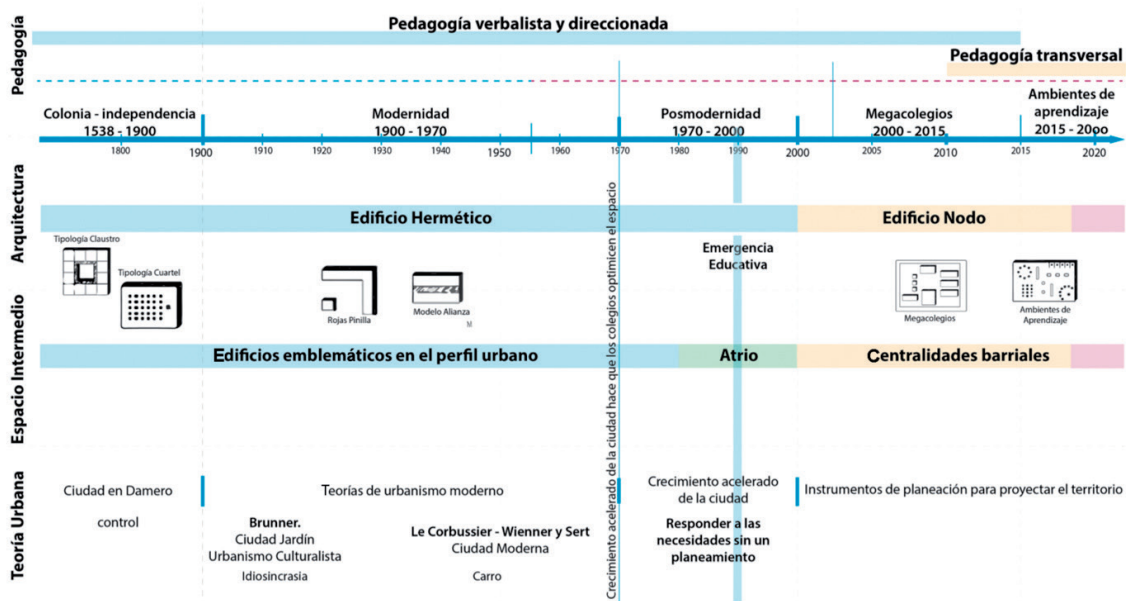 Pedagogía
Pedagogía verbalista y direccionada
Pedagogía transversal
Colonia - independencia
1538 - 1900
Modernidad
1900 - 1970
Posmodernidad
1970 - 2000
Megacolegios
2000 - 2015
Ambientes de
aprendizaje
2015 - 20oo
1800
1900
1910
1920
1930
1940
1950
1960
1970
1980
1990
2000
2005
2010
2015
2020
Arquitectura
Edificio Hermético
Edificio Nodo
Tipología Claustro
Tipología Cuartel
Rojas Pinilla
Modelo Alianza
M
Emergencia
Educativa
Megacolegios
Ambientes de
Aprendizaje
Crecimiento acelerado de la ciudad hace que los colegios optimicen el espacio
Espacio Intermedio
Edificios emblemáticos en el perfil urbano
Atrio
Centralidades barriales
Teoría Urbana
Ciudad en Damero
control
Teorías de urbanismo moderno
Brunner.
Ciudad Jardín
Urbanismo Culturalista
Idiosincrasia
Le Corbussier - Wienner y Sert
Ciudad Moderna
Carro
Crecimiento acelerado
de la ciudad
Responder a las
necesidades sin un
planeamiento
Instrumentos de planeación para proyectar el territorio